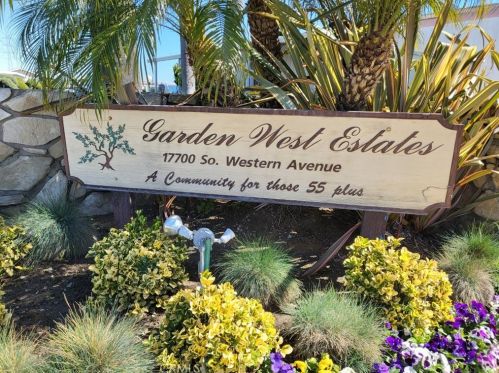 Garden West Estates
17700 So. Western Avenue
A Community for those 55 plus